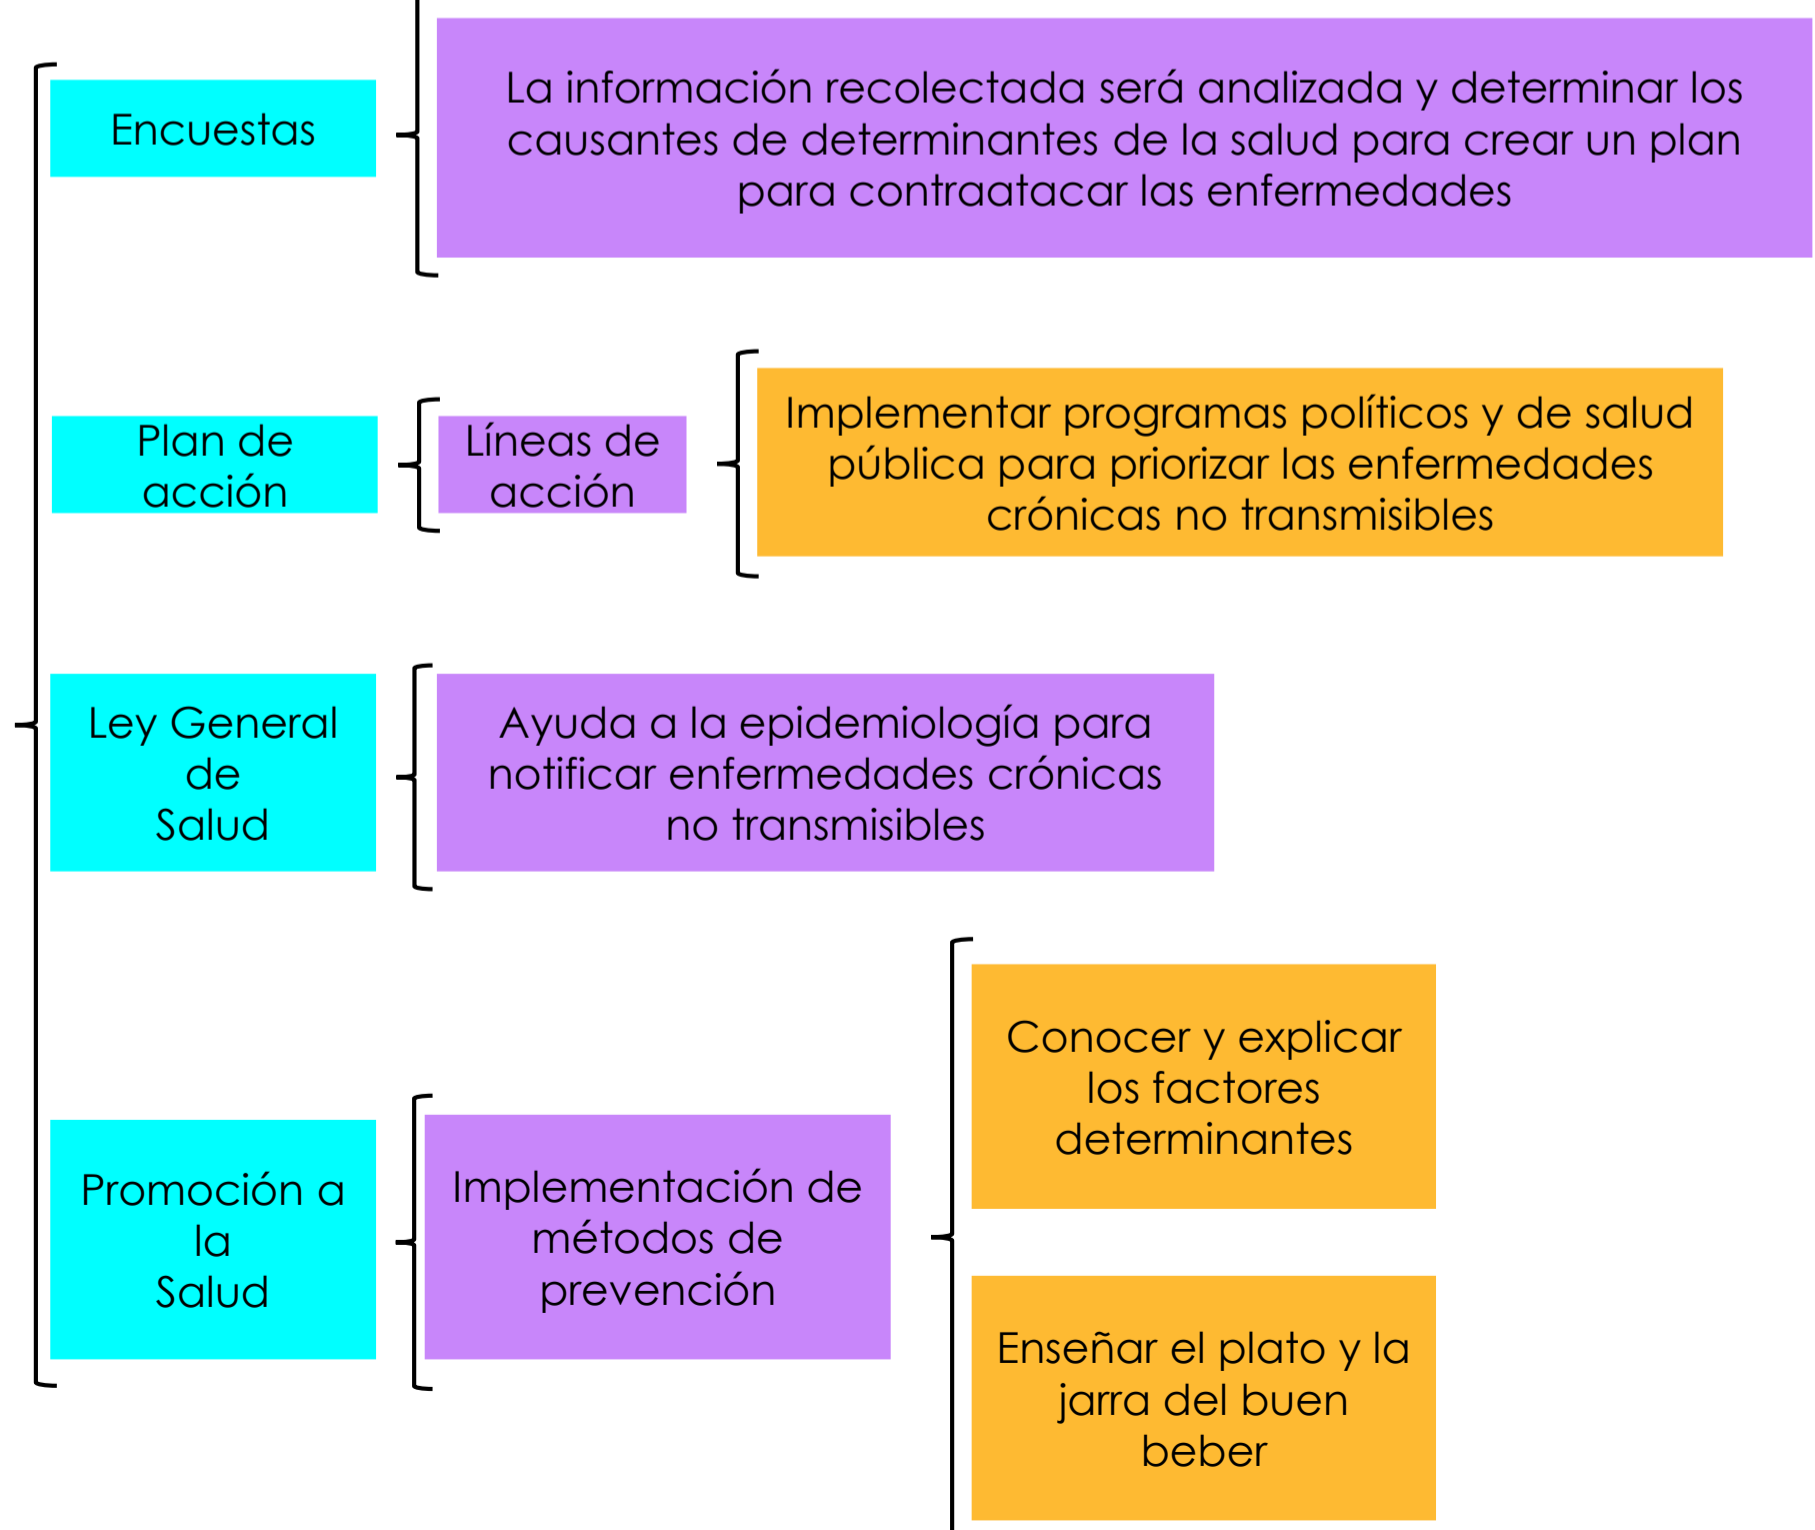 Encuestas
La información recolectada será analizada y determinar los
causantes de determinantes de la salud para crear un plan
para contraatacar las enfermedades
Plan de
acción
Líneas de
acción
Implementar programas políticos y de salud
pública para priorizar las enfermedades
crónicas no transmisibles
Ley General
de
Salud
Ayuda a la epidemiología para
notificar enfermedades crónicas
no transmisibles
Promoción a
la
Salud
Implementación de
métodos de
prevención
Conocer y explicar
los factores
determinantes
Enseñar el plato y la
jarra del buen
beber